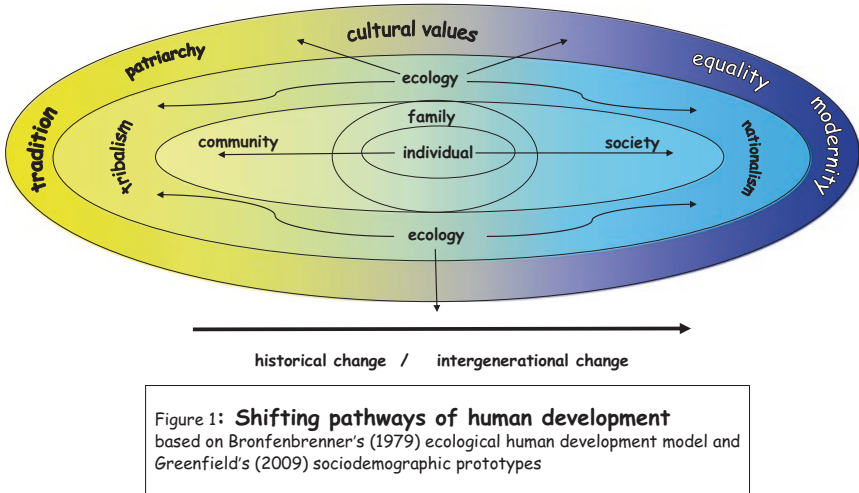 cultural values
patriarchy
equality
ecology
tradition
tribalism
family
nationalism
modernity
community
individual
society
ecology
historical change / intergenerational change
Figure 1: Shifting pathways of human development
based on Bronfenbrenner's (1979) ecological human development model and
Greenfield's (2009) sociodemographic prototypes